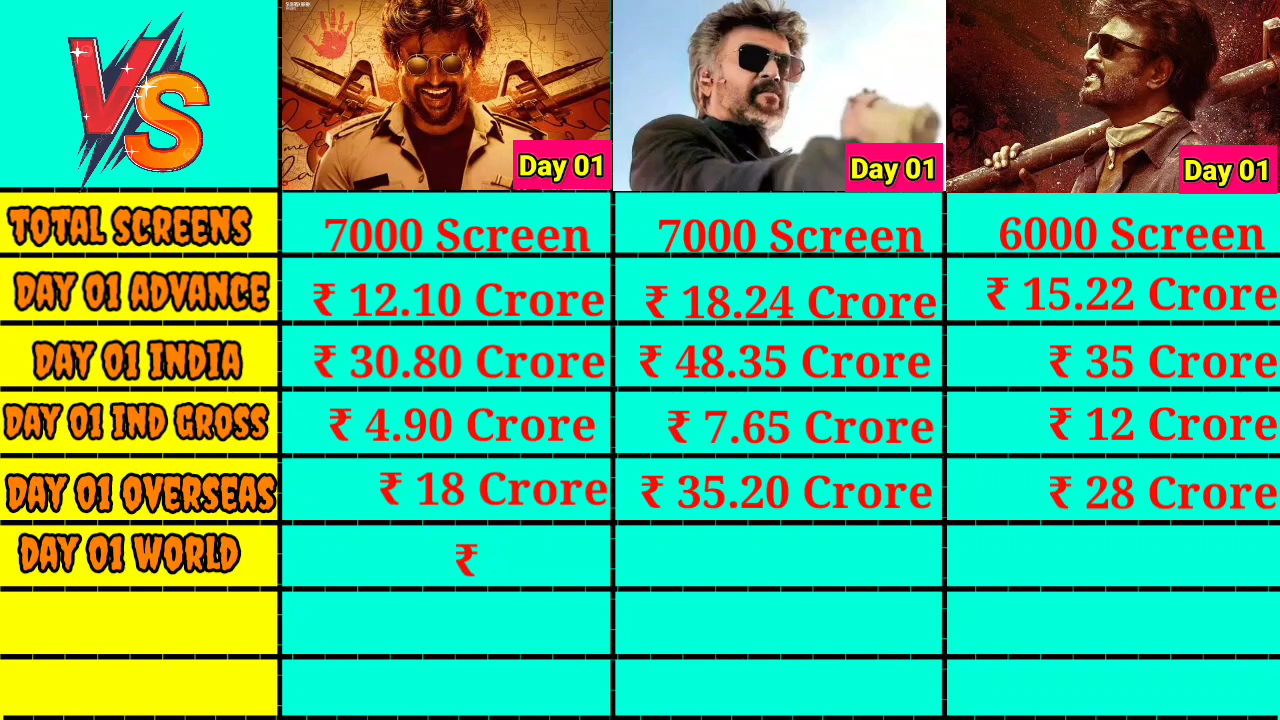 VS
Day 01
Day 01
Day 01
TOTAL SCREENS 7000 Screen 7000 Screen 6000 Screen
DAY 01 ADVANCE ₹ 12.10 Crore ₹ 18.24 Crore ₹ 15.22 Crore
DAY 01 INDIA ₹ 30.80 Crore ₹ 48.35 Crore ₹ 35 Crore
DAY 01 IND GROSS ₹ 4.90 Crore ₹ 7.65 Crore ₹ 12 Crore
DAY 01 OVERSEAS ₹ 18 Crore ₹ 35.20 Crore ₹ 28 Crore
DAY 01 WORLD ₹